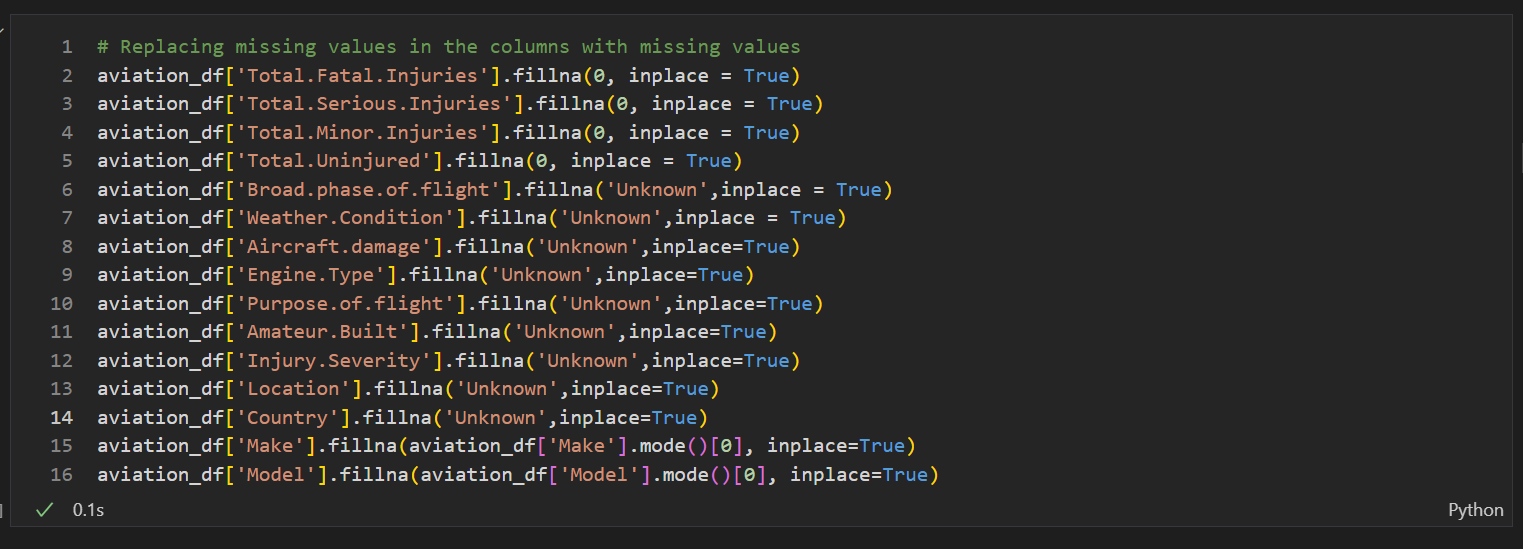 1 # Replacing missing values in the columns with missing values
2 aviation_df['Total.Fatal.Injuries'].fillna(0, inplace = True)
3 aviation_df['Total.Serious.Injuries'].fillna(0, inplace = True)
4 aviation_df['Total.Minor.Injuries'].fillna(0, inplace = True)
5 aviation_df['Total.Uninjured'].fillna(0, inplace = True)
6 aviation_df['Broad.phase.of.flight'].fillna('Unknown',inplace = True)
7 aviation_df['Weather.Condition'].fillna('Unknown',inplace = True)
8 aviation_df['Aircraft.damage'].fillna('Unknown',inplace=True)
9 aviation_df['Engine.Type'].fillna('Unknown',inplace=True)
10 aviation_df['Purpose.of.flight'].fillna('Unknown',inplace=True)
11 aviation_df['Amateur.Built'].fillna('Unknown',inplace=True)
12 aviation_df['Injury.Severity'].fillna('Unknown',inplace=True)
13 aviation_df['Location'].fillna('Unknown',inplace=True)
14 aviation_df['Country'].fillna('Unknown',inplace=True)
15 aviation_df['Make'].fillna(aviation_df['Make'].mode()[0], inplace=True)
16 aviation_df['Model'].fillna(aviation_df['Model'].mode()[0], inplace=True)
✓ 0.1s Python